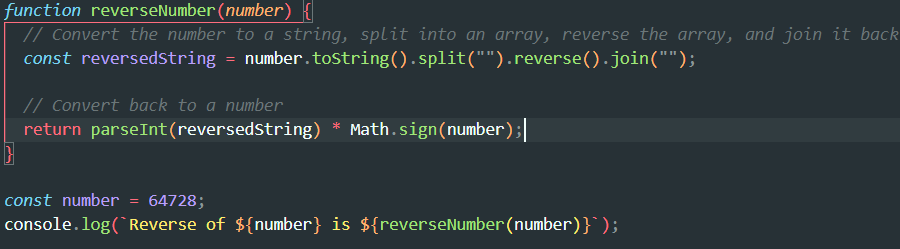 function reverseNumber(number) {
  // Convert the number to a string, split into an array, reverse the array, and join it back
  const reversedString = number.toString().split("").reverse().join("");

  // Convert back to a number
  return parseInt(reversedString) * Math.sign(number);
}

const number = 64728;
console.log(`Reverse of ${number} is ${reverseNumber(number)}`);